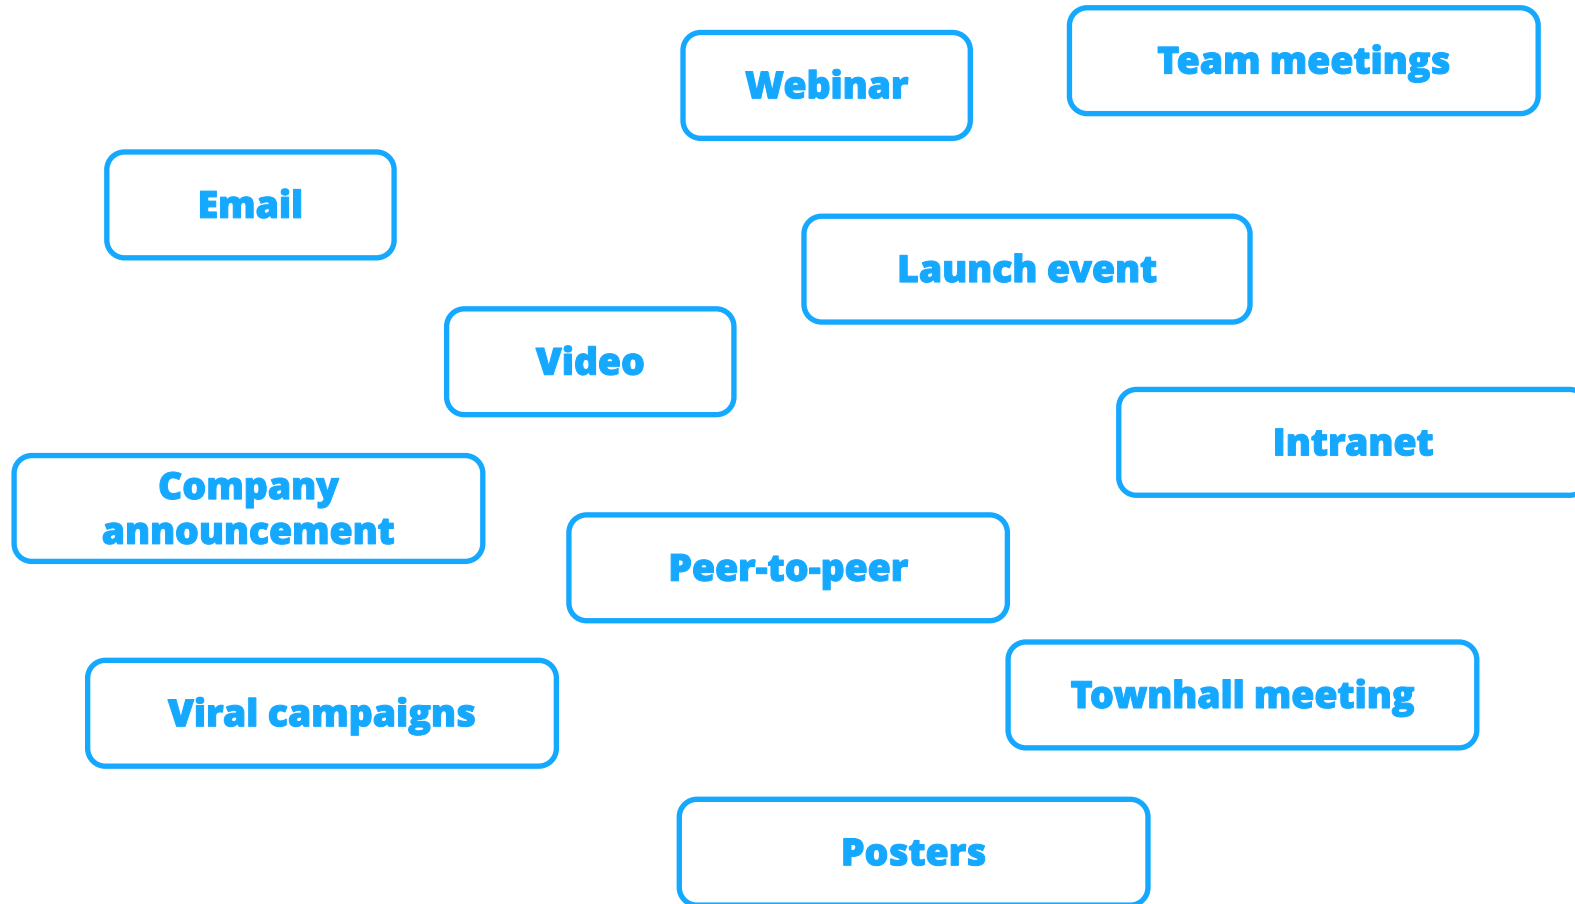 Team meetings
Webinar
Email
Launch event
Video
Intranet
Company
announcement
Peer-to-peer
Townhall meeting
Viral campaigns
Posters